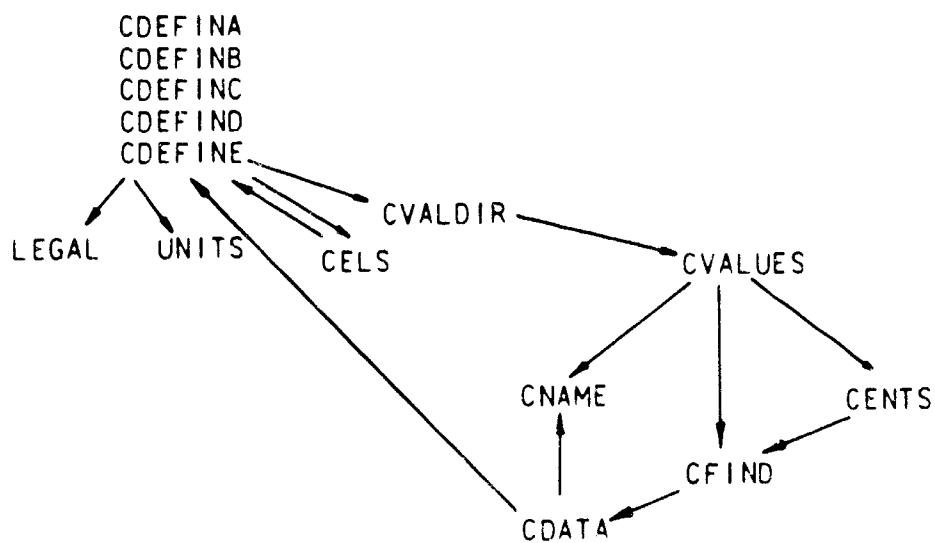 CDEFINA
CDEFINB
CDEFINC
CDEFIND
CDEFINE
CVALDIR
LEGAL
UNITS
CELS
CVALUES
CNAME
CENTS
CFIND
CDATA